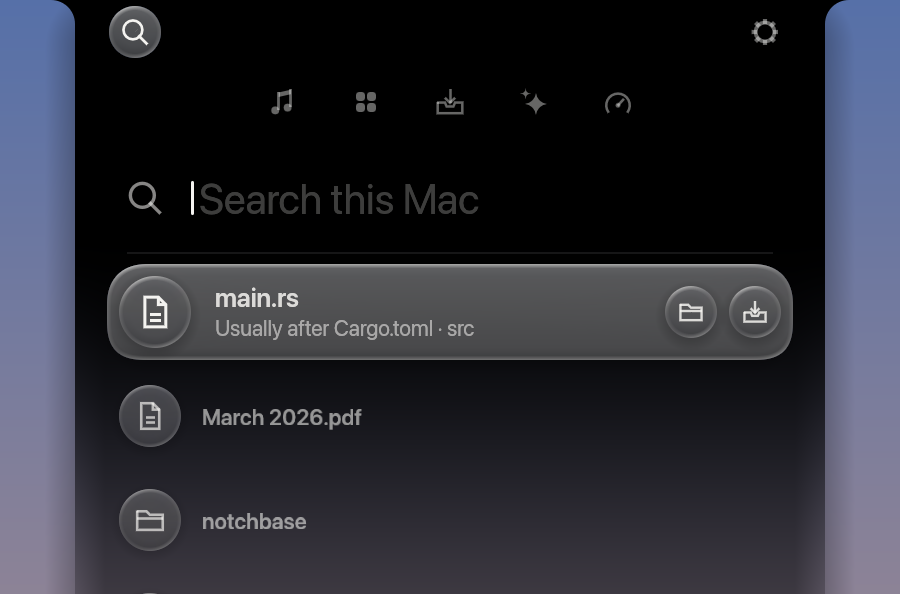 Search this Mac
main.rs
Usually after Cargo.toml · src
March 2026.pdf
notchbase